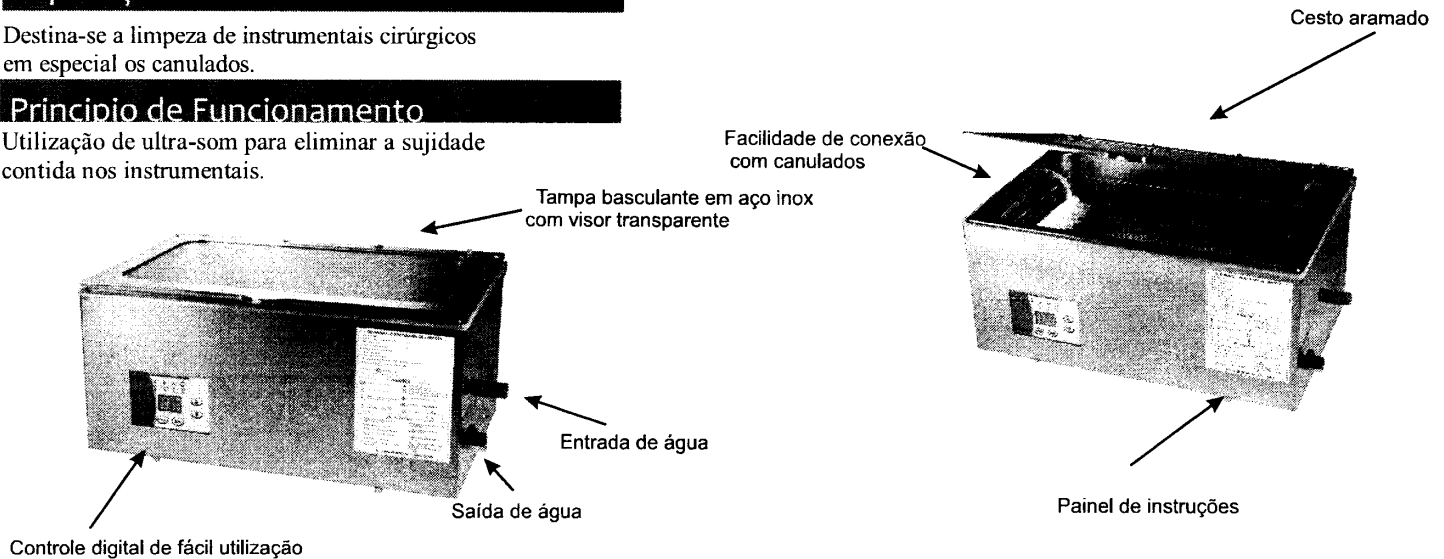 Destina-se a limpeza de instrumentais cirúrgicos
em especial os canulados.
Principio de Funcionamento
Utilização de ultra-som para eliminar a sujidade
contida nos instrumentais.
Cesto aramado
Facilidade de conexão
com canulados
Tampa basculante em aço inox
com visor transparente
Entrada de água
Saída de água
Painel de instruções
Controle digital de fácil utilização